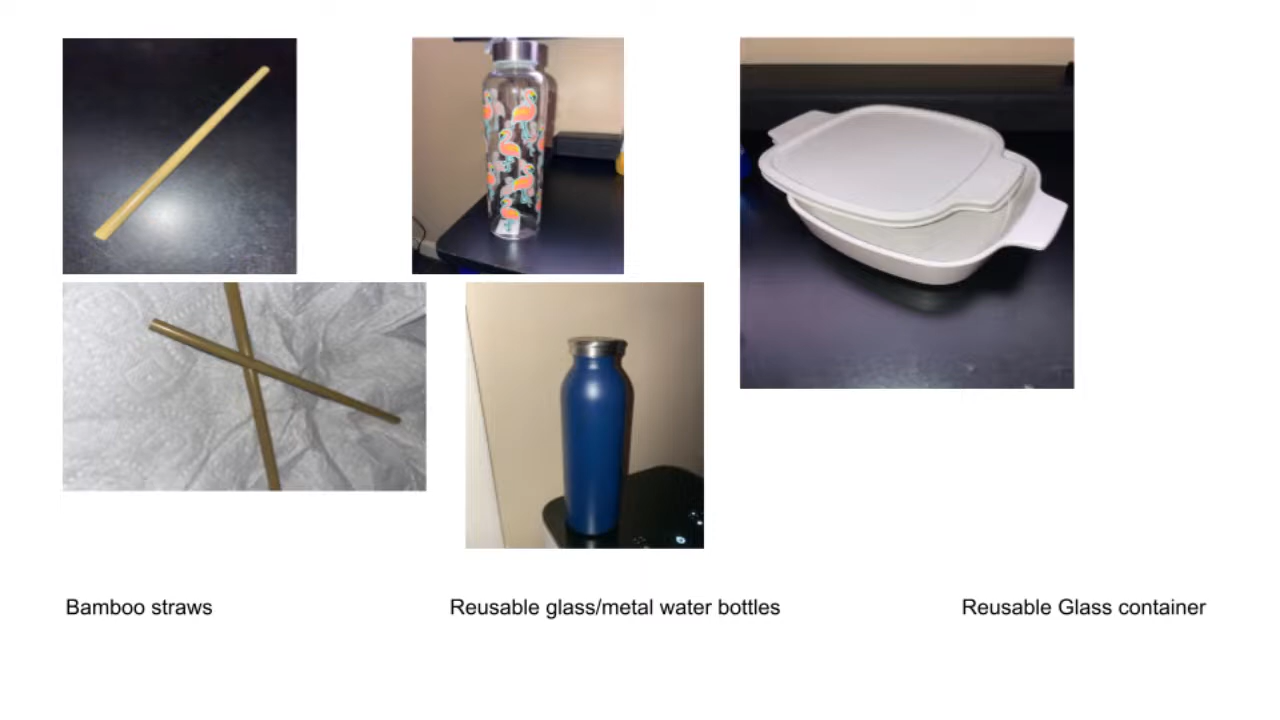 Bamboo straws
Reusable glass/metal water bottles
Reusable Glass container